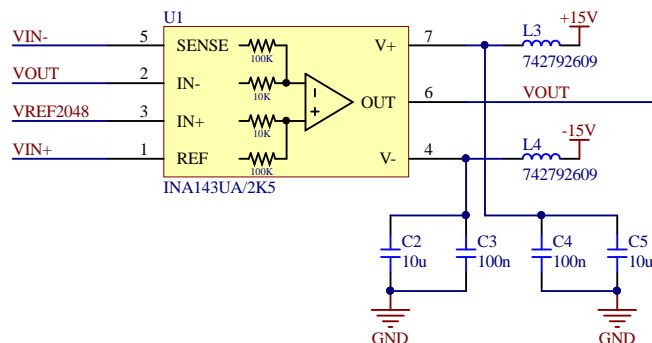 U1
VIN-
5
SENSE
100K
V+
7
L3
742792609
+15V
VOUT
2
IN-
10K
OUT
6
VOUT
VREF2048
3
IN+
10K
VIN+
1
REF
100K
V-
4
L4
742792609
-15V
INA143UA/2K5
C2
10u
C3
100n
C4
100n
C5
10u
GND
GND